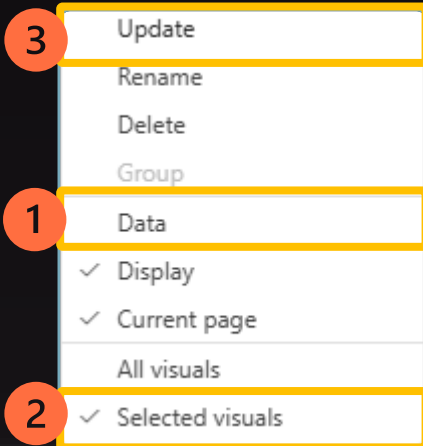 3 Update
Rename
Delete
Group
1 Data
Display
Current page
All visuals
2 Selected visuals